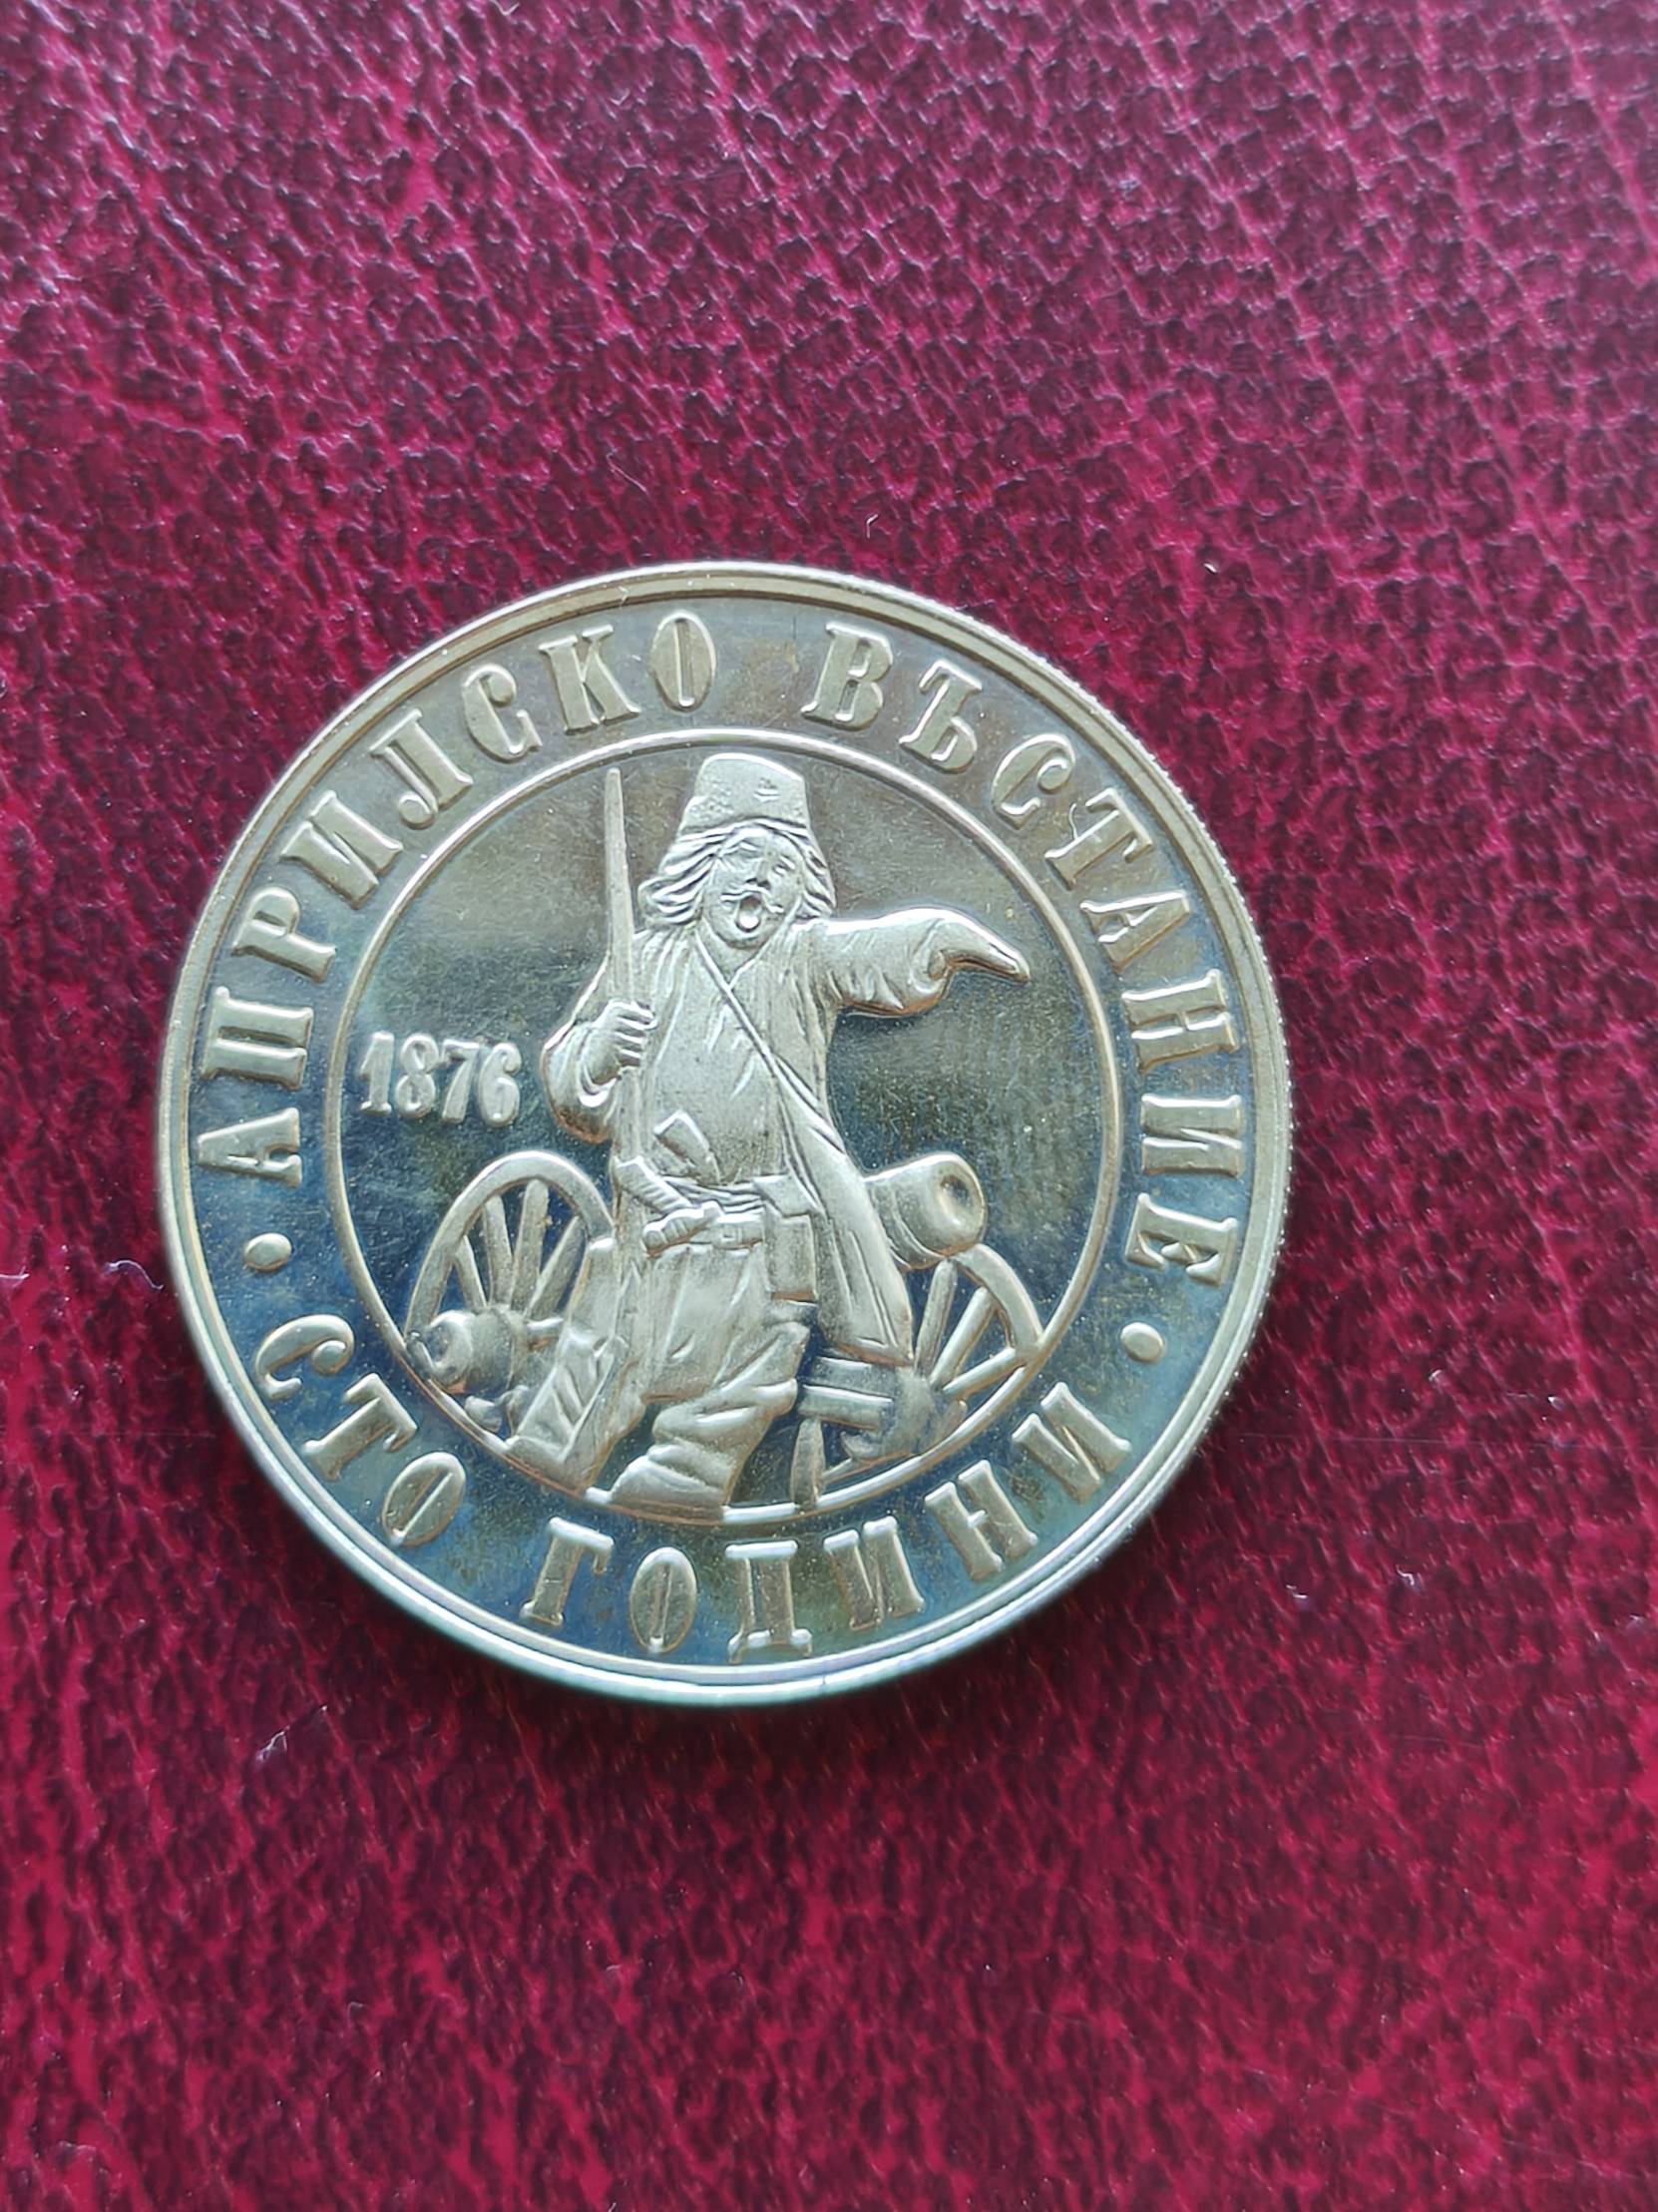 АПРИЛСКО ВЪСТАНИЕ
1876
• СТО ГОДИНИ •